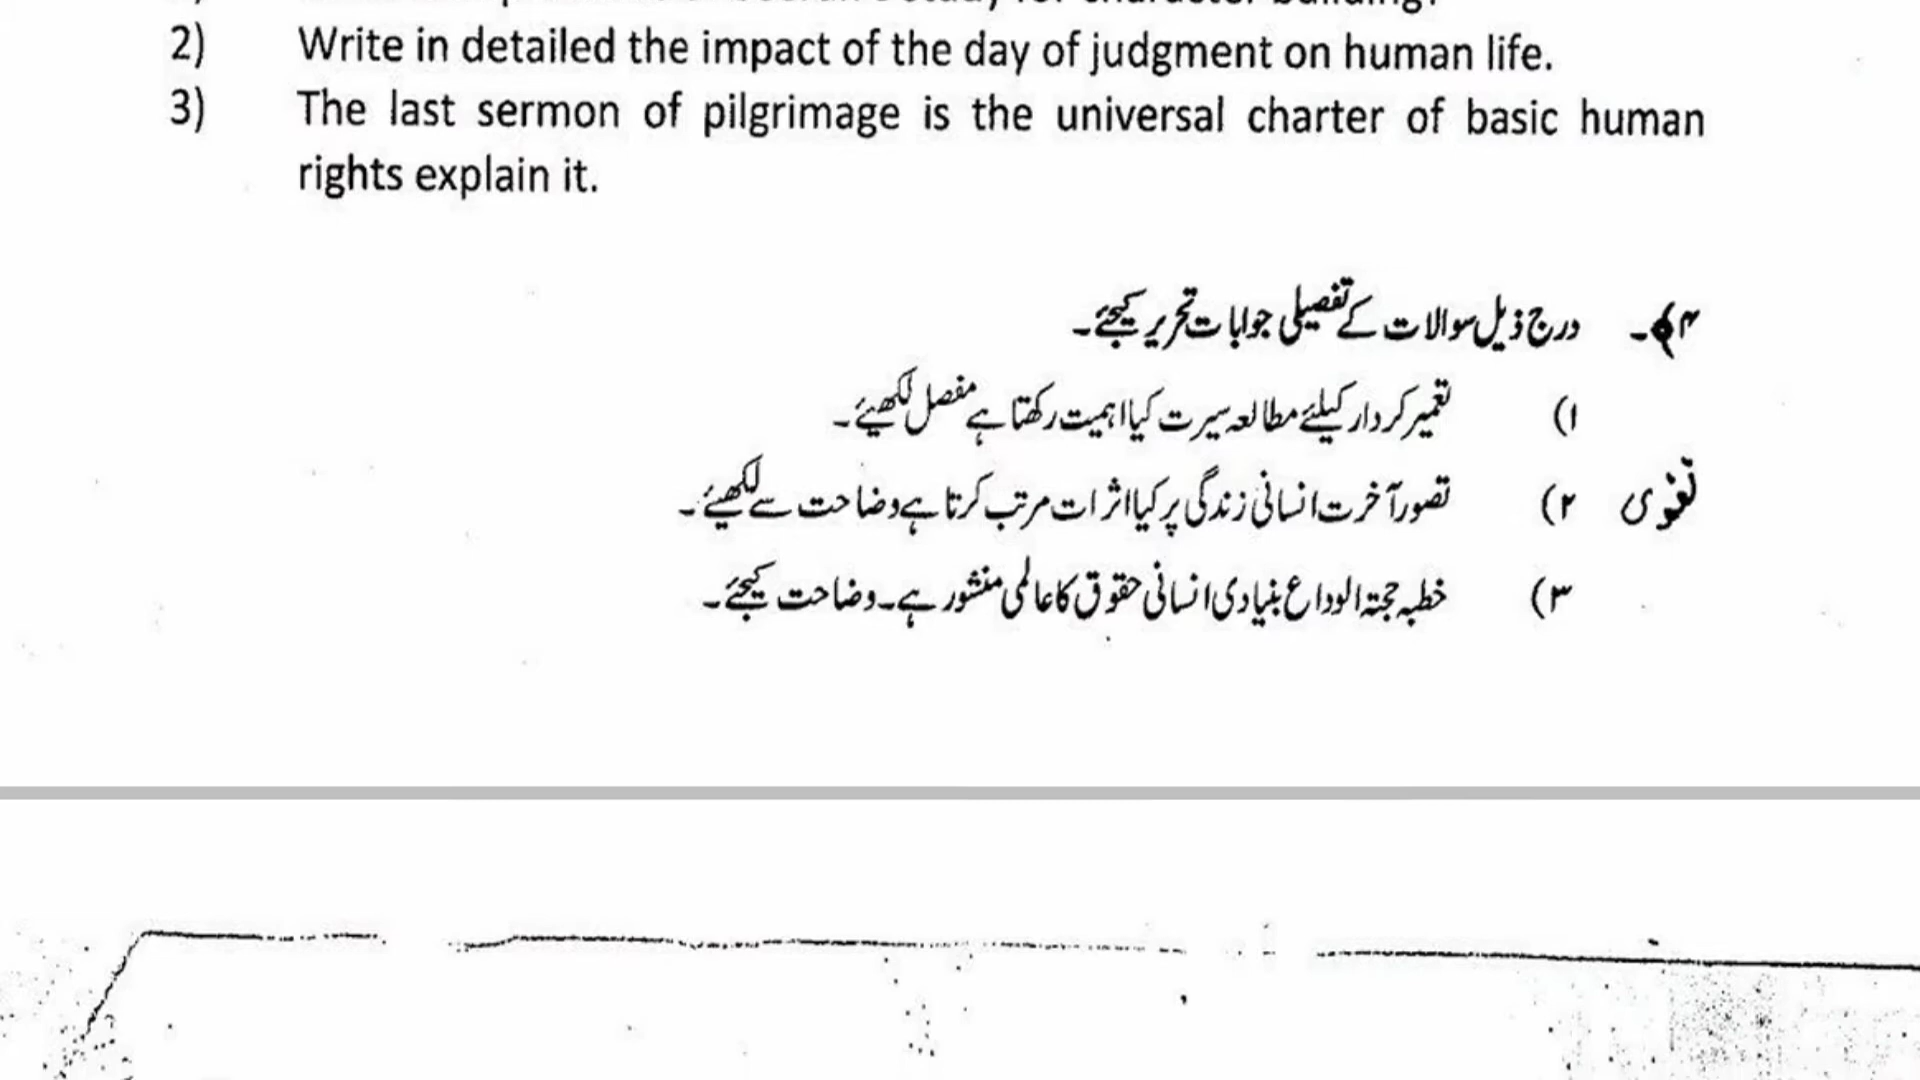 2) Write in detailed the impact of the day of judgment on human life.
3) The last sermon of pilgrimage is the universal charter of basic human
rights explain it.
۴﴾۔ درج ذیل سوالات کے تفصیلی جوابات تحریر کیجئے۔
۱) تعمیر کردار کیلئے مطالعہ سیرت کیا اہمیت رکھتا ہے مفصل لکھیئے۔
۲) تصور آخرت انسانی زندگی پر کیا اثرات مرتب کرتا ہے وضاحت سے لکھیئے۔
۳) خطبہ حجتہ الوداع بنیادی انسانی حقوق کا عالمی منشور ہے۔ وضاحت کیجئے۔